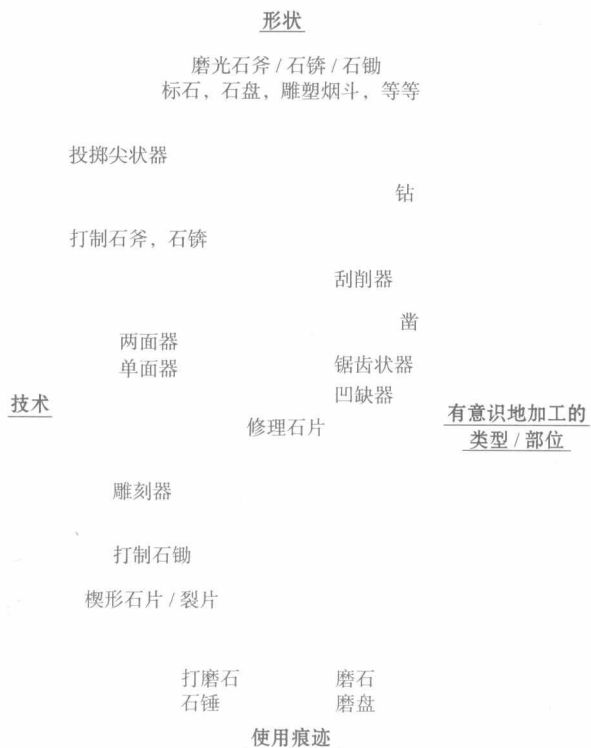 形状
磨光石斧 / 石锛 / 石锄
标石，石盘，雕塑烟斗，等等
投掷尖状器
钻
打制石斧，石锛
刮削器
凿
两面器
单面器
锯齿状器
凹缺器
技术
有意识地加工的
类型 / 部位
修理石片
雕刻器
打制石锄
楔形石片 / 裂片
打磨石
石锤
磨石
磨盘
使用痕迹